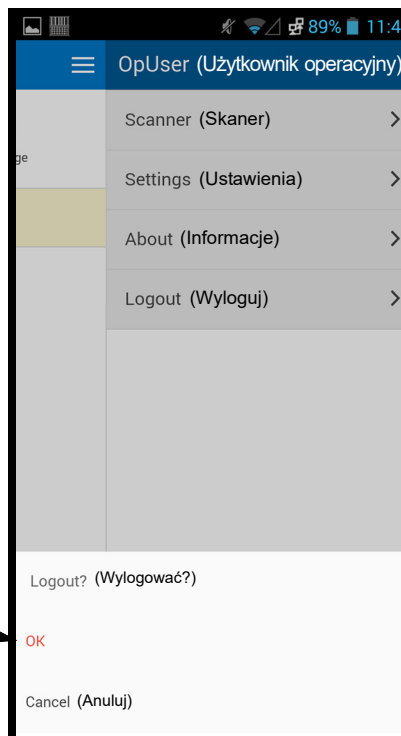 89% 11:4
OpUser (Użytkownik operacyjny)
ge
Scanner (Skaner)
Settings (Ustawienia)
About (Informacje)
Logout (Wyloguj)
Logout? (Wylogować?)
OK
Cancel (Anuluj)